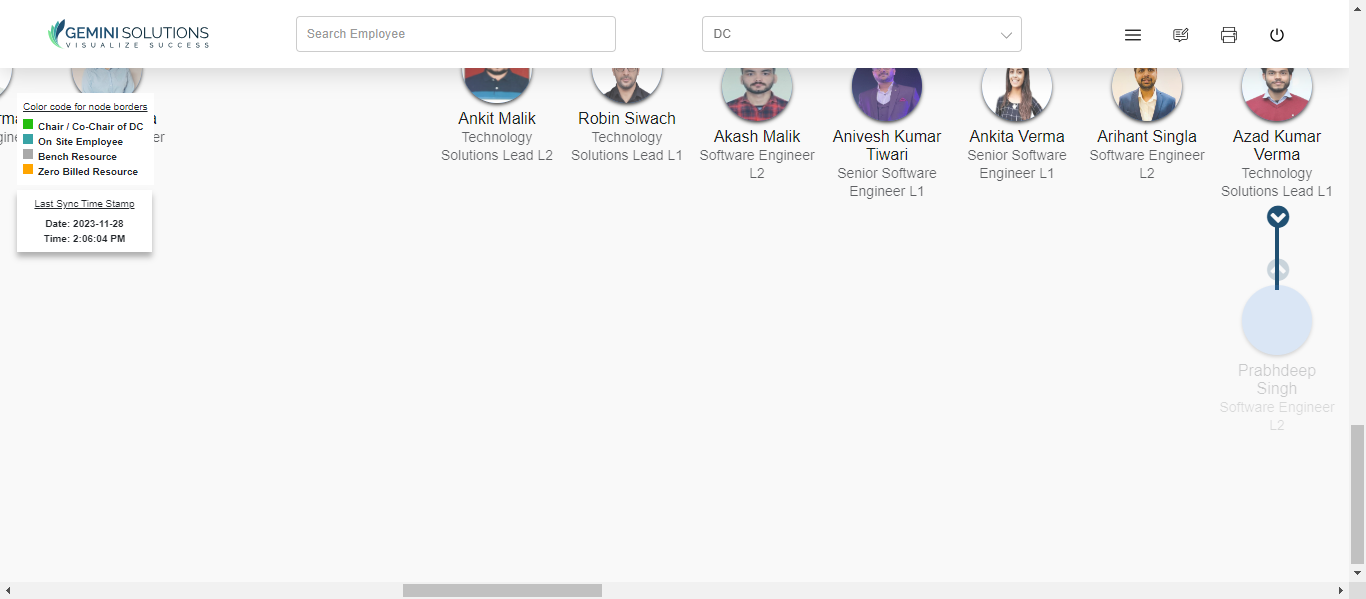 GEMINI SOLUTIONS
VISUALIZE SUCCESS
Search Employee
DC
Color code for node borders
Chair / Co-Chair of DC
On Site Employee
Bench Resource
Zero Billed Resource
Last Sync Time Stamp
Date: 2023-11-28
Time: 2:06:04 PM
Ankit Malik
Technology
Solutions Lead L2
Robin Siwach
Technology
Solutions Lead L1
Akash Malik
Software Engineer
L2
Anivesh Kumar
Tiwari
Senior Software
Engineer L1
Ankita Verma
Senior Software
Engineer L1
Arihant Singla
Software Engineer
L2
Azad Kumar
Verma
Technology
Solutions Lead L1
Prabhdeep
Singh
Software Engineer
L2